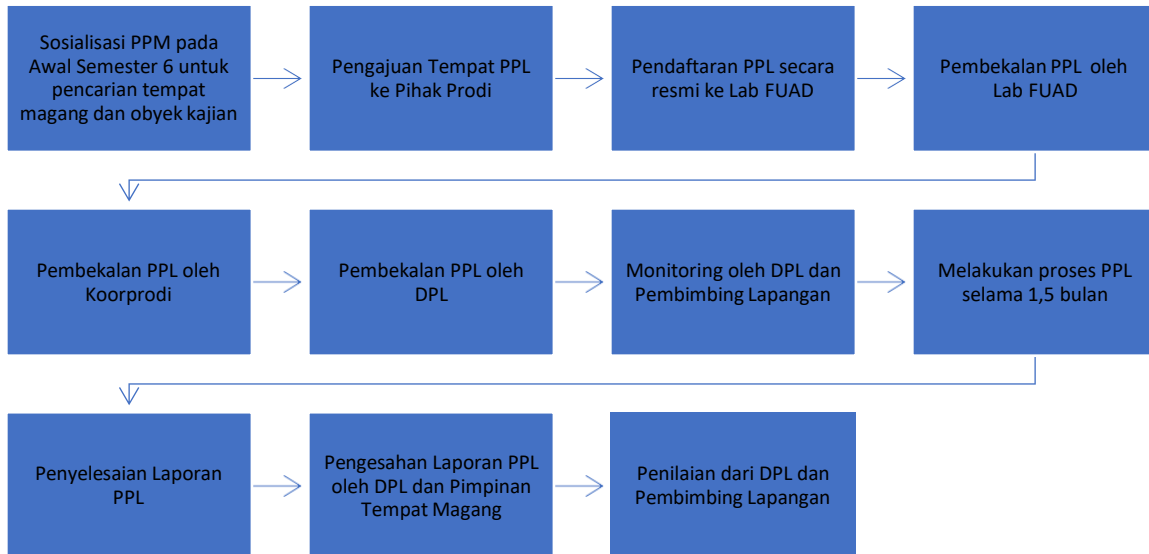 Sosialisasi PPM pada
Awal Semester 6 untuk
pencarian tempat
magang dan obyek kajian
Pengajuan Tempat PPL
ke Pihak Prodi
Pendaftaran PPL secara
resmi ke Lab FUAD
Pembekalan PPL oleh
Lab FUAD
Pembekalan PPL oleh
Koorprodi
Pembekalan PPL oleh
DPL
Monitoring oleh DPL dan
Pembimbing Lapangan
Melakukan proses PPL
selama 1,5 bulan
Penyelesaian Laporan
PPL
Pengesahan Laporan PPL
oleh DPL dan Pimpinan
Tempat Magang
Penilaian dari DPL dan
Pembimbing Lapangan